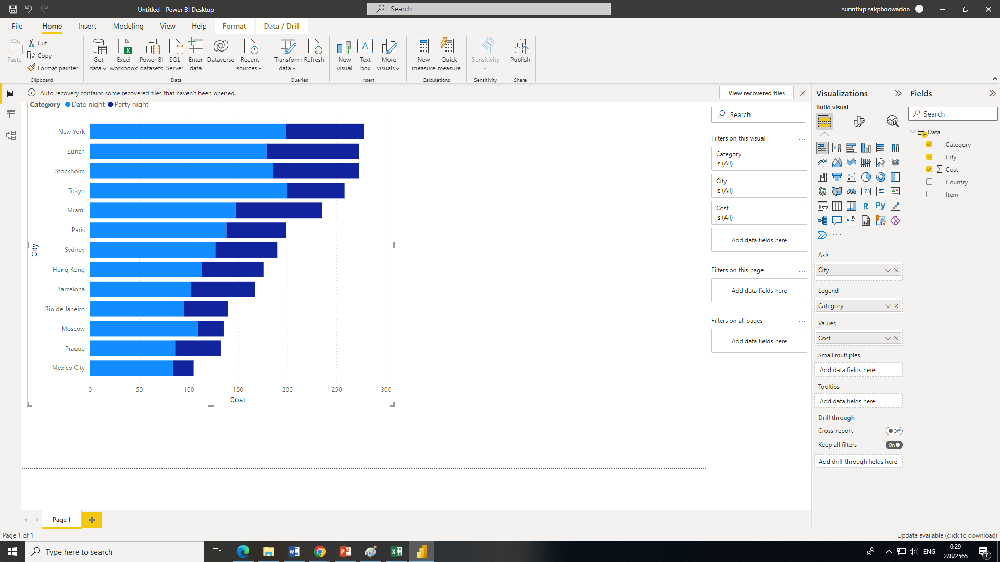 Untitled - Power BI Desktop
Search
surinthip sakphoowadon
File
Home
Insert
Modeling
View
Help
Format
Data / Drill
Paste
Cut
Copy
Format painter
Clipboard
Get data
Excel workbook
Power BI datasets
SQL Server
Enter data
Dataverse
Recent sources
Data
Transform data
Refresh
Queries
New visual
Text box
More visuals
Insert
New measure
Quick measure
Calculations
Sensitivity
Sensitivity
Publish
Share
Auto recovery contains some recovered files that haven't been opened.
View recovered files
Category Date night Party night
City
New York
Zurich
Stockholm
Tokyo
Miami
Paris
Sydney
Hong Kong
Barcelona
Rio de Janeiro
Moscow
Prague
Mexico City
0 50 100 150 200 250 300
Cost
Search
Filters on this visual ...
Category
is (All)
City
is (All)
Cost
is (All)
Add data fields here
Filters on this page ...
Add data fields here
Filters on all pages ...
Add data fields here
Visualizations
Build visual
123
R
Py
...
Axis
City
Legend
Category
Values
Cost
Small multiples
Add data fields here
Tooltips
Add data fields here
Drill through
Cross-report Off
Keep all filters On
Add drill-through fields here
Fields
Search
Data
Category
City
Σ Cost
Country
Item
Page 1
Page 1 of 1
Update available (click to download)
Type here to search
ENG
0:29
2/8/2565
7